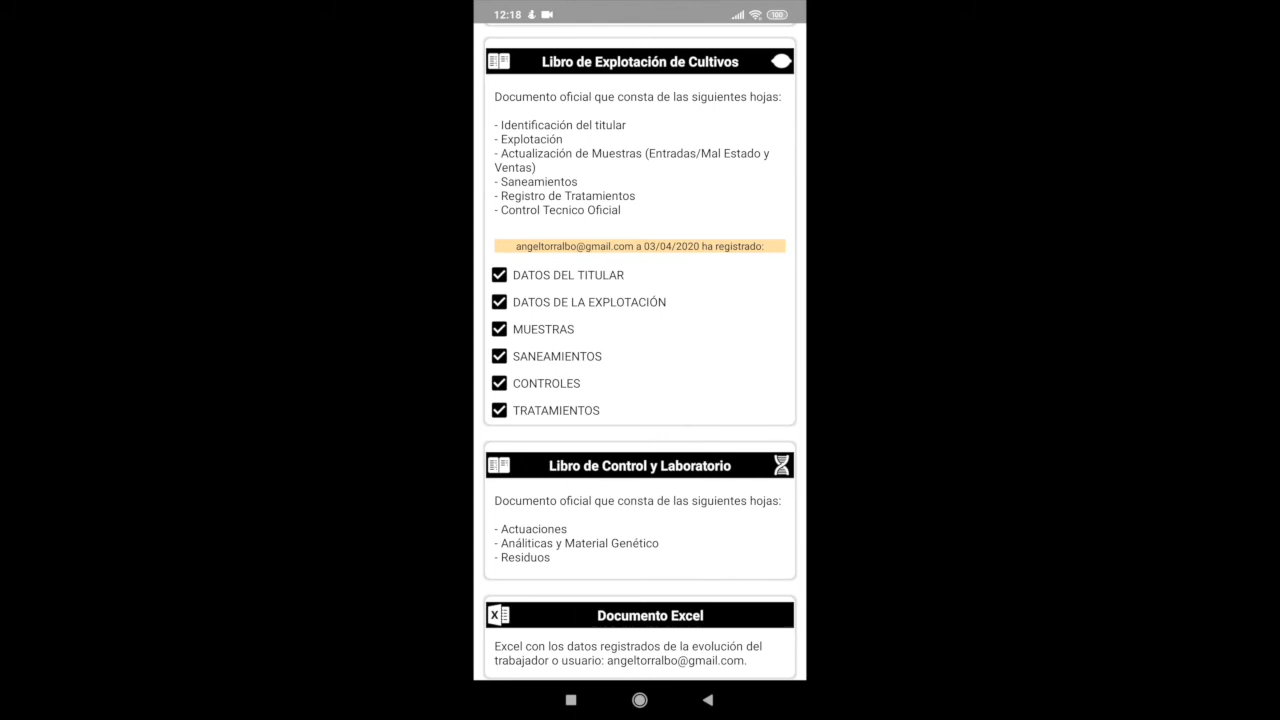 12:18
100
Libro de Explotación de Cultivos
Documento oficial que consta de las siguientes hojas:
- Identificación del titular
- Explotación
- Actualización de Muestras (Entradas/Mal Estado y
Ventas)
- Saneamientos
- Registro de Tratamientos
- Control Tecnico Oficial
angeltorralbo@gmail.com a 03/04/2020 ha registrado:
DATOS DEL TITULAR
DATOS DE LA EXPLOTACIÓN
MUESTRAS
SANEAMIENTOS
CONTROLES
TRATAMIENTOS
Libro de Control y Laboratorio
Documento oficial que consta de las siguientes hojas:
- Actuaciones
- Análiticas y Material Genético
- Residuos
X
Documento Excel
Excel con los datos registrados de la evolución del
trabajador o usuario: angeltorralbo@gmail.com.